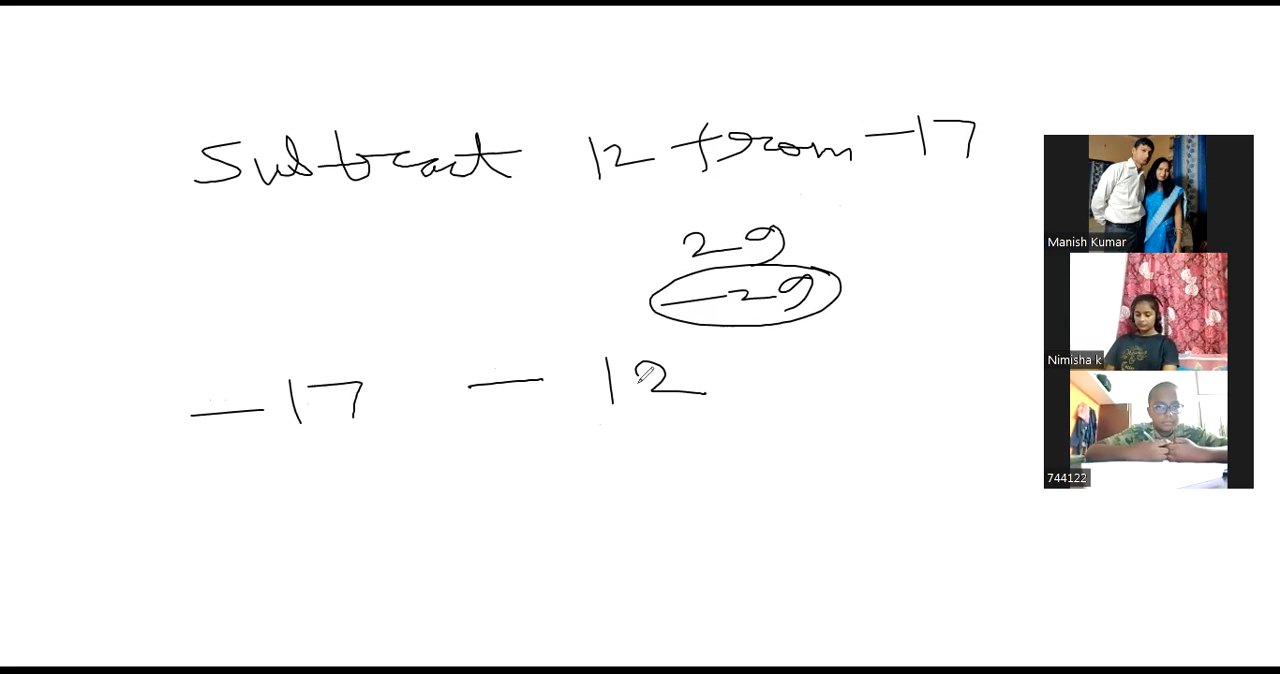 Subtract 12 from -17
29
-29
-17 - 12
Manish Kumar
Nimisha k
744122